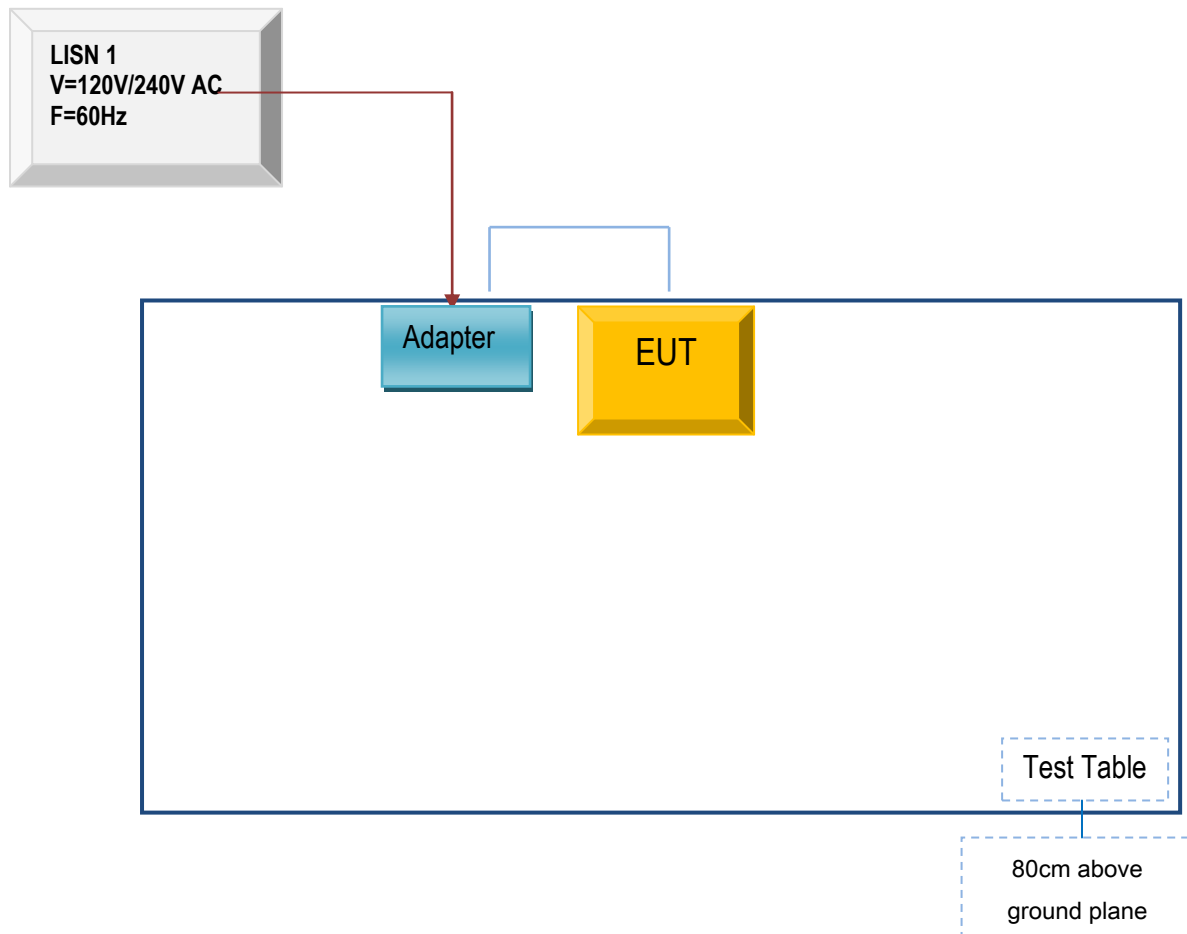 LISN 1
V=120V/240V AC
F=60Hz
Adapter
EUT
Test Table
80cm above
ground plane